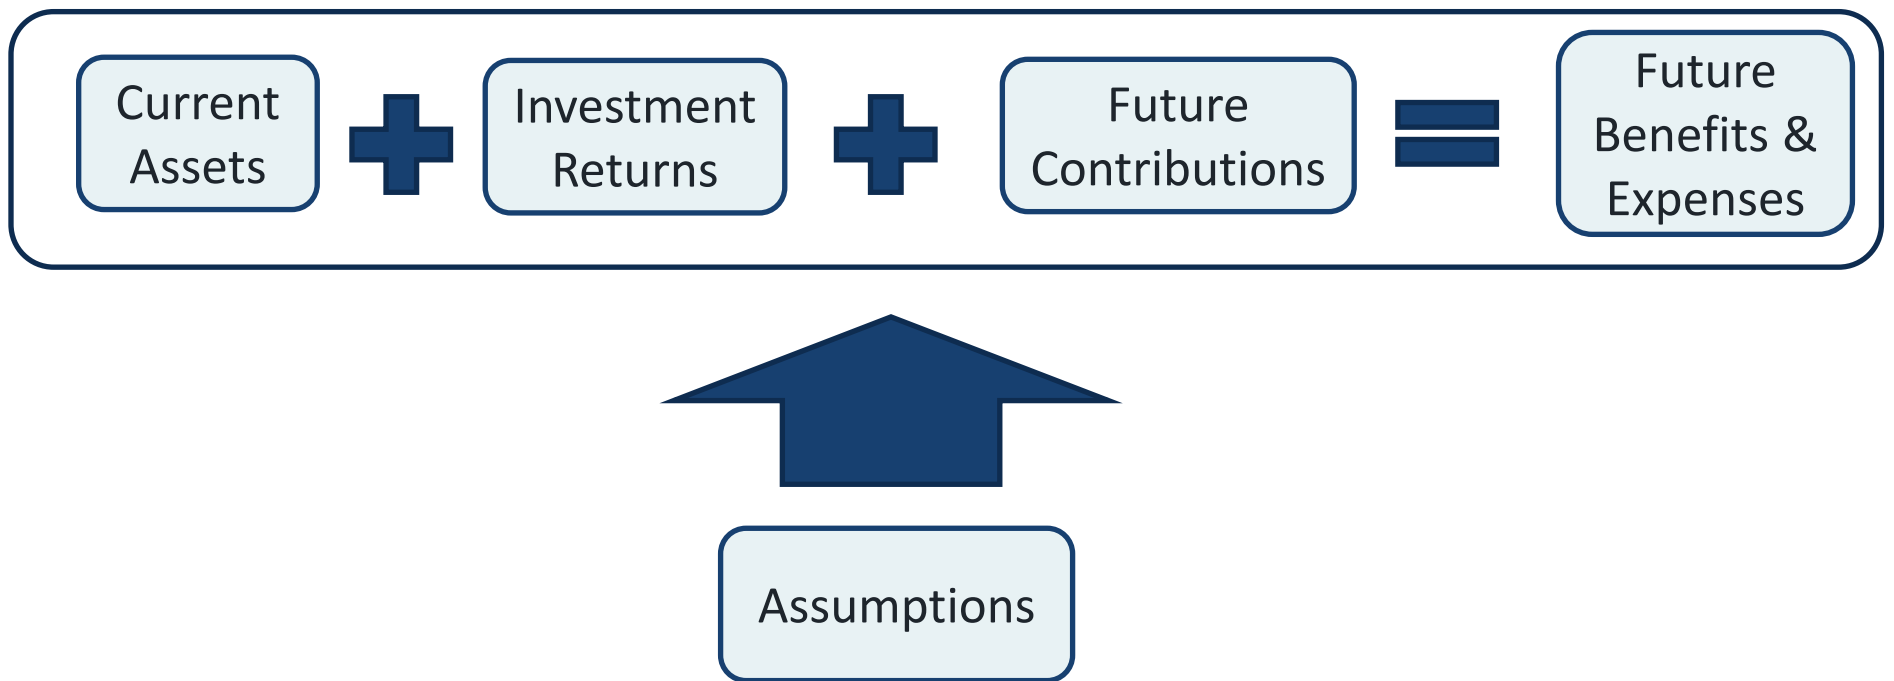 Current
Assets
Investment
Returns
Future
Contributions
Future
Benefits &
Expenses
Assumptions